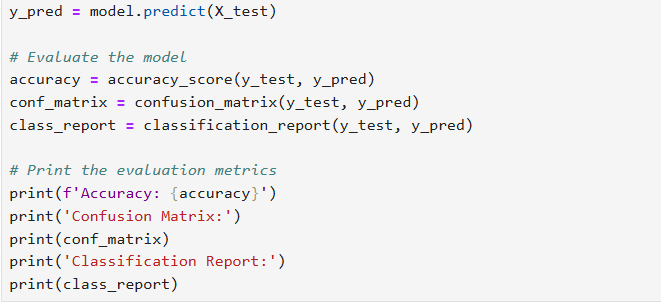 y_pred = model.predict(X_test)
# Evaluate the model
accuracy = accuracy_score(y_test, y_pred)
conf_matrix = confusion_matrix(y_test, y_pred)
class_report = classification_report(y_test, y_pred)
# Print the evaluation metrics
print(f'Accuracy: {accuracy}')
print('Confusion Matrix:')
print(conf_matrix)
print('Classification Report:')
print(class_report)